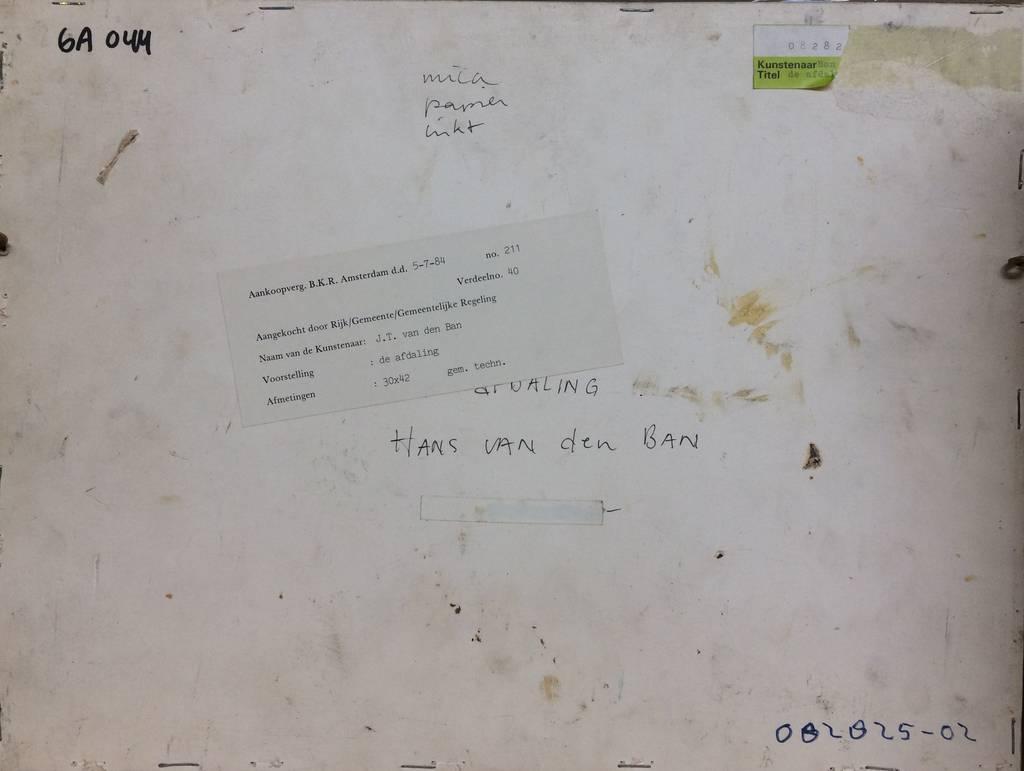 6A 044
08282
Kunstenaar Ban
Titel de afdal
mica
papier
inkt
Aankoopverg. B.K.R. Amsterdam d.d. 5-7-84 no. 211
Verdeelno. 40
Aangekocht door Rijk/Gemeente/Gemeentelijke Regeling
Naam van de Kunstenaar: J.T. van den Ban
Voorstelling : de afdaling
Afmetingen : 30x42 gem. techn.
AFDALING
HANS VAN den BAN
082825-02